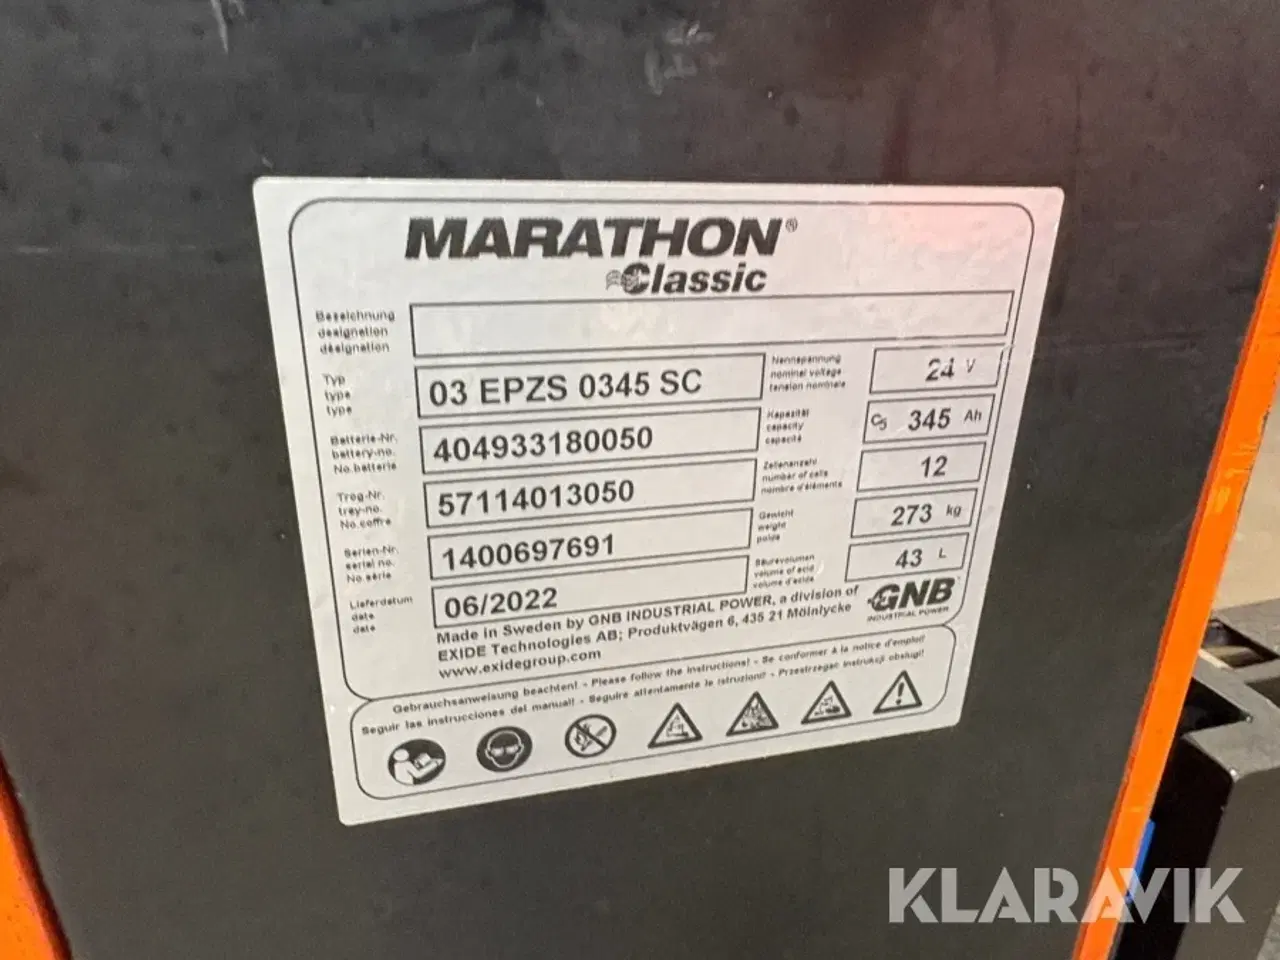 MARATHON®
Classic
Bezeichnung
designation
désignation
Typ
type
type
03 EPZS 0345 SC
Nennspannung
nominal voltage
tension nominale
24 V
Batterie-Nr.
battery-no.
No.batterie
404933180050
Kapazität
capacity
capacité
C5 345 Ah
Trog-Nr.
tray-no.
No.coffre
57114013050
Zellenanzahl
number of cells
nombre d'éléments
12
Serien-Nr.
serial no.
No.série
1400697691
Gewicht
weight
poids
273 kg
Lieferdatum
date
date
06/2022
Säurevolumen
volume of acid
volume d'acide
43 L
Made in Sweden by GNB INDUSTRIAL POWER, a division of
EXIDE Technologies AB; Produktvägen 6, 435 21 Mölnlycke
www.exidegroup.com
GNB
INDUSTRIAL POWER
Gebrauchsanweisung beachten! - Please follow the instructions! - Se conformer à la notice d'emploi!
Seguir las instrucciones del manual! - Seguire attentamente le istruzioni! - Przestrzegac instrukcji obslugi!
KLARAVIK